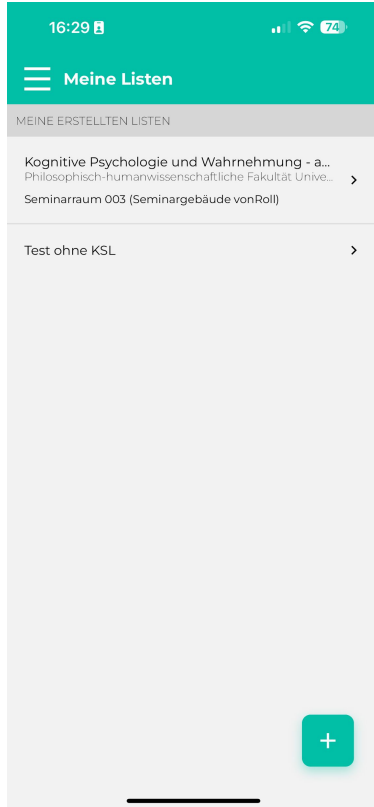 16:29
74
Meine Listen
MEINE ERSTELLTEN LISTEN
Kognitive Psychologie und Wahrnehmung - a...
Philosophisch-humanwissenschaftliche Fakultät Unive...
Seminarraum 003 (Seminargebäude vonRoll)
Test ohne KSL
+